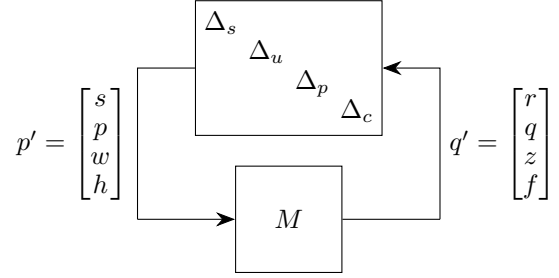 Δ_s
Δ_u
Δ_p
Δ_c
p′ = [s p w h]
q′ = [r q z f]
M